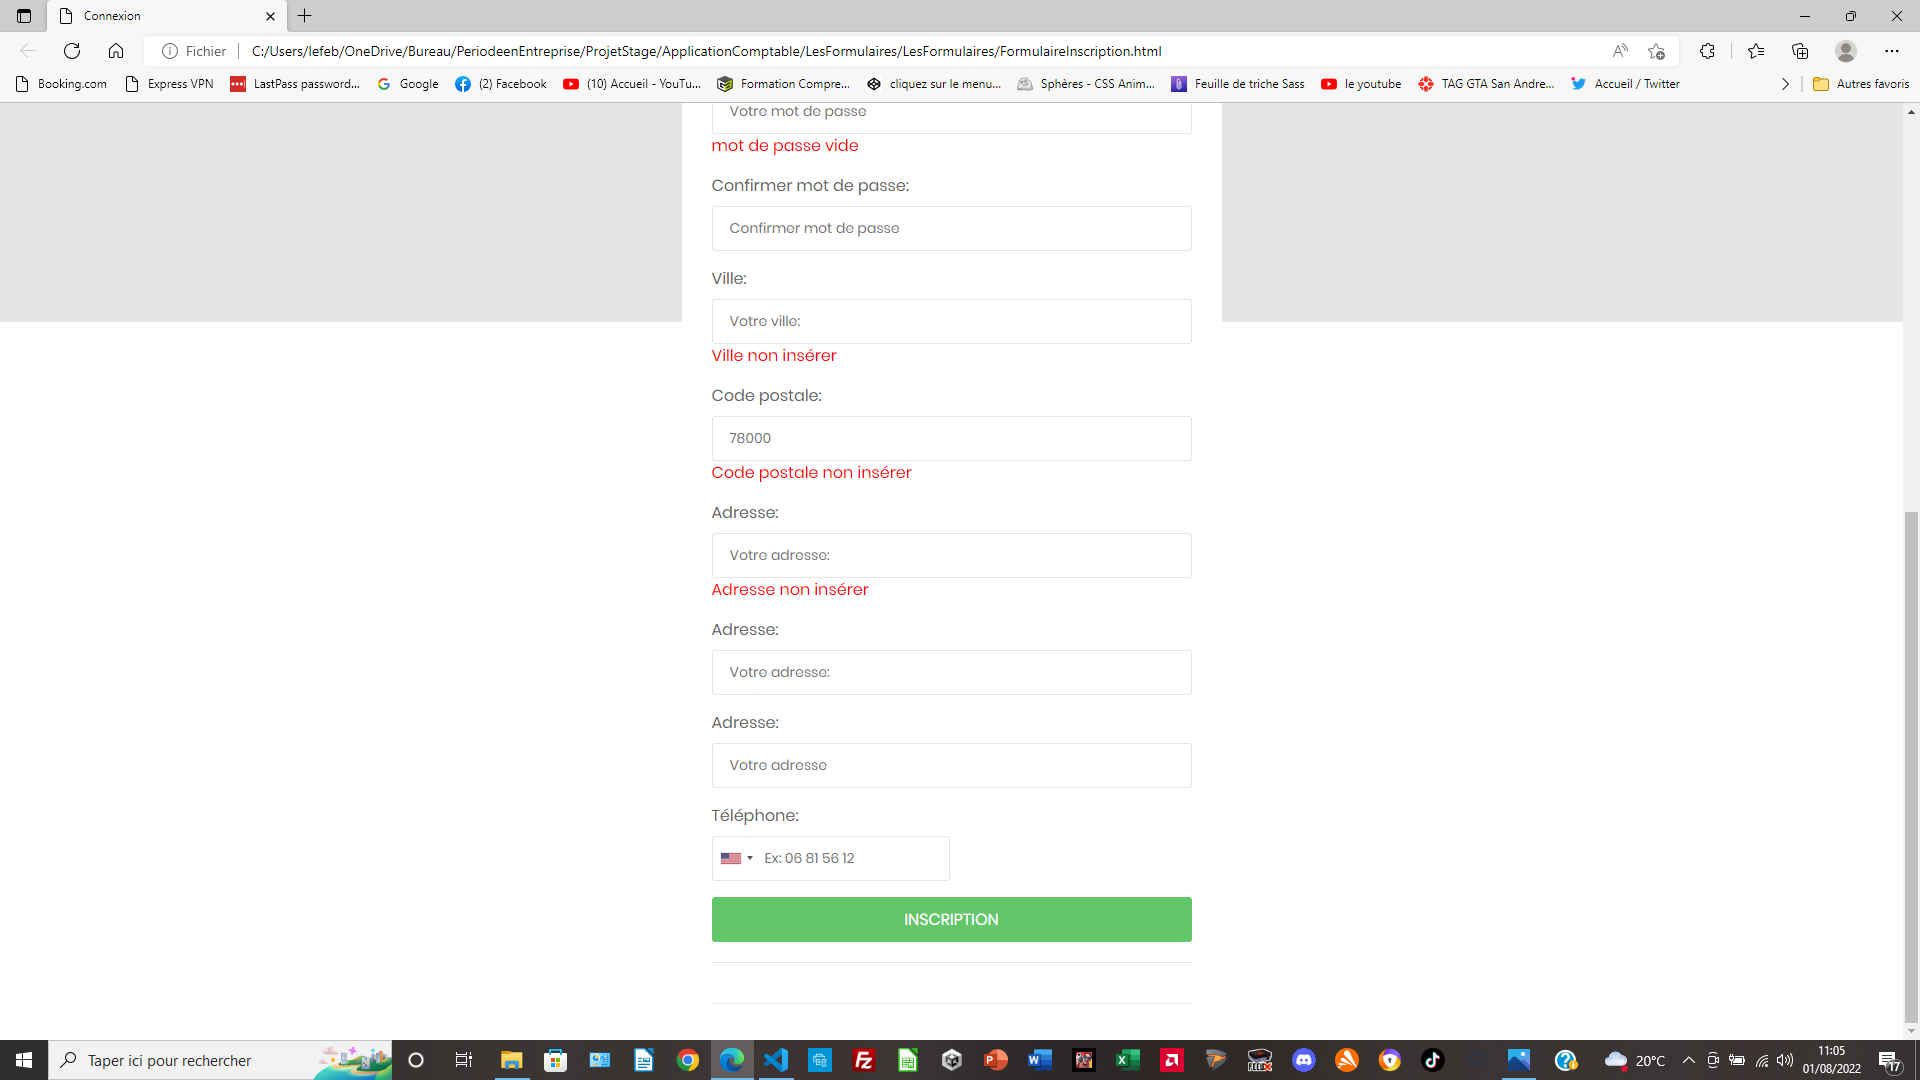 Connexion
Fichier C:/Users/lefeb/OneDrive/Bureau/PeriodeenEntreprise/ProjetStage/ApplicationComptable/LesFormulaires/LesFormulaires/FormulaireInscription.html
Booking.com Express VPN LastPass password... Google (2) Facebook (10) Accueil - YouTu... Formation Compre... cliquez sur le menu... Sphères - CSS Anim... Feuille de triche Sass le youtube TAG GTA San Andre... Accueil / Twitter Autres favoris
Votre mot de passe
mot de passe vide
Confirmer mot de passe:
Confirmer mot de passe
Ville:
Votre ville:
Ville non insérer
Code postale:
78000
Code postale non insérer
Adresse:
Votre adresse:
Adresse non insérer
Adresse:
Votre adresse:
Adresse:
Votre adresse
Téléphone:
Ex: 06 81 56 12
INSCRIPTION
Taper ici pour rechercher
20°C
11:05
01/08/2022
17